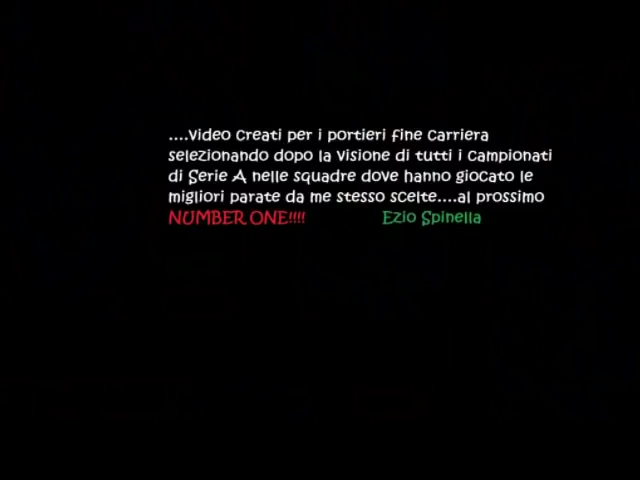 ....Video creati per i portieri fine carriera
selezionando dopo la visione di tutti i campionati
di Serie A nelle squadre dove hanno giocato le
migliori parate da me stesso scelte....al prossimo
NUMBER ONE!!!! Ezio Spinella